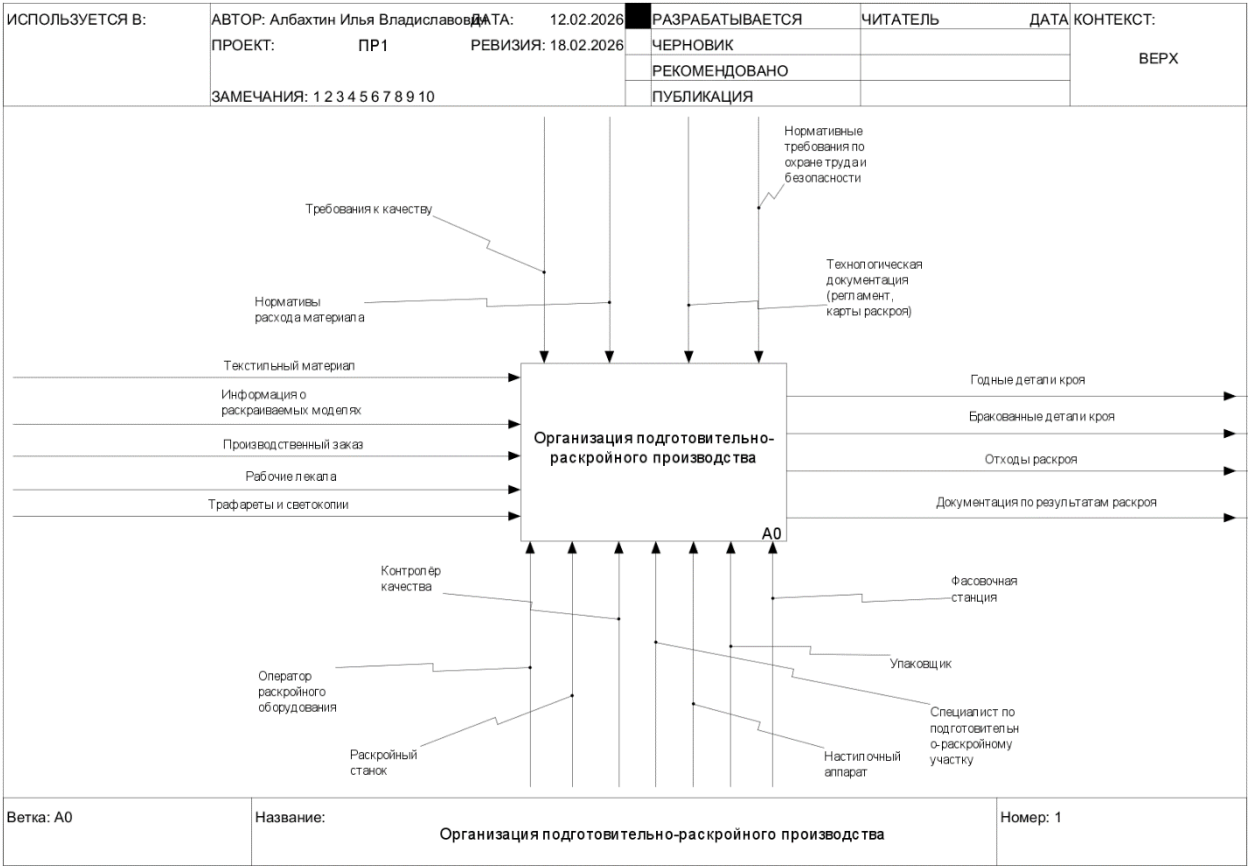 ИСПОЛЬЗУЕТСЯ В:
АВТОР: Албахтин Илья Владиславович
ДАТА: 12.02.2026
РАЗРАБАТЫВАЕТСЯ
ЧИТАТЕЛЬ
ДАТА
КОНТЕКСТ:
ПРОЕКТ: ПР1
РЕВИЗИЯ: 18.02.2026
ЧЕРНОВИК
РЕКОМЕНДОВАНО
ВЕРХ
ЗАМЕЧАНИЯ: 1 2 3 4 5 6 7 8 9 10
ПУБЛИКАЦИЯ
Нормативные
требования по
охране труда и
безопасности
Требования к качеству
Технологическая
документация
(регламент,
карты раскроя)
Нормативы
расхода материала
Текстильный материал
Информация о
раскраиваемых моделях
Производственный заказ
Рабочие лекала
Трафареты и светокопии
Организация подготовительно-
раскройного производства
A0
Годные детали кроя
Бракованные детали кроя
Отходы раскроя
Документация по результатам раскроя
Контролёр
качества
Фасовочная
станция
Оператор
раскройного
оборудования
Упаковщик
Специалист по
подготовительн
о-раскройному
участку
Раскройный
станок
Настилочный
аппарат
Ветка: A0
Название:
Организация подготовительно-раскройного производства
Номер: 1